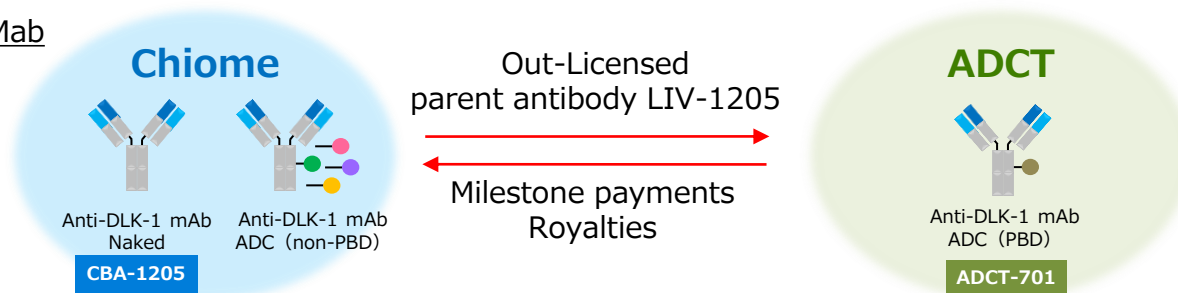 Mab
Chiome
Anti-DLK-1 mAb
Naked
CBA-1205
Anti-DLK-1 mAb
ADC（non-PBD）
Out-Licensed
parent antibody LIV-1205
Milestone payments
Royalties
ADCT
Anti-DLK-1 mAb
ADC（PBD）
ADCT-701